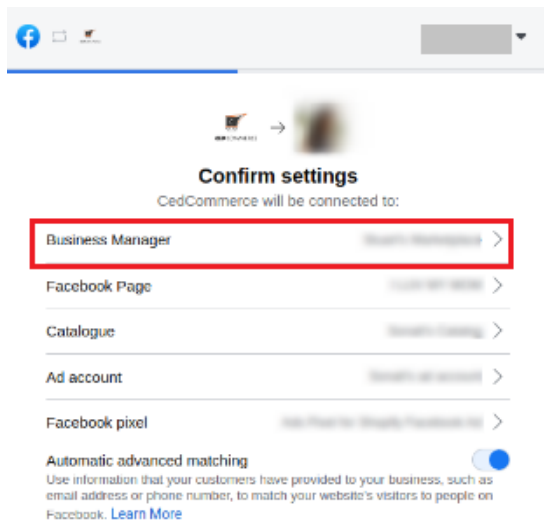 Confirm settings
CedCommerce will be connected to:
Business Manager
Facebook Page
Catalogue
Ad account
Facebook pixel
Automatic advanced matching
Use information that your customers have provided to your business, such as
email address or phone number, to match your website's visitors to people on
Facebook. Learn More